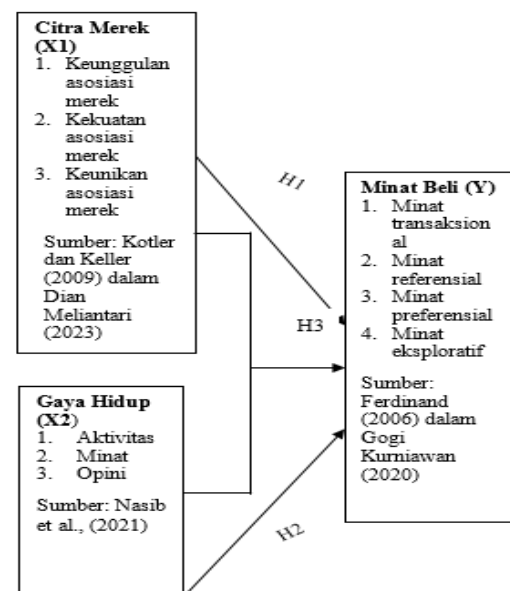 Citra Merek
(X1)
1. Keunggulan
asosiasi
merek
2. Kekuatan
asosiasi
merek
3. Keunikan
asosiasi
merek
Sumber: Kotler
dan Keller
(2009) dalam
Dian
Meliantari
(2023)
H1
H3
Gaya Hidup
(X2)
1. Aktivitas
2. Minat
3. Opini
Sumber: Nasib
et al., (2021)
H2
Minat Beli (Y)
1. Minat
transaksion
al
2. Minat
referensial
3. Minat
preferensial
4. Minat
eksploratif
Sumber:
Ferdinand
(2006) dalam
Gogi
Kurniawan
(2020)